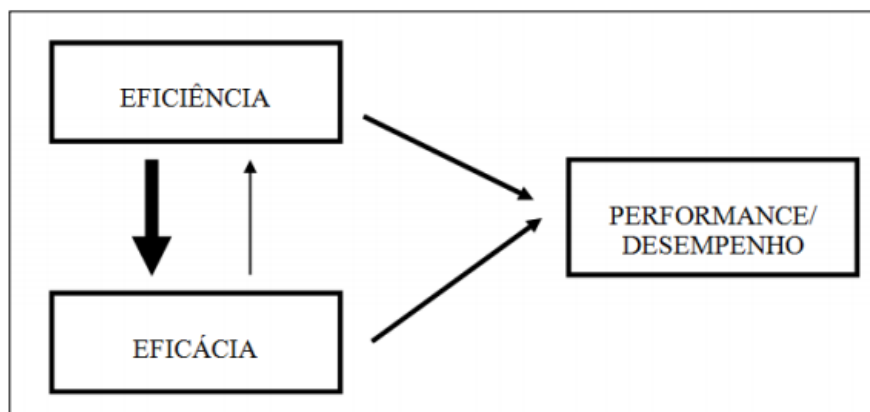 EFICIÊNCIA
PERFORMANCE/
DESEMPENHO
EFICÁCIA